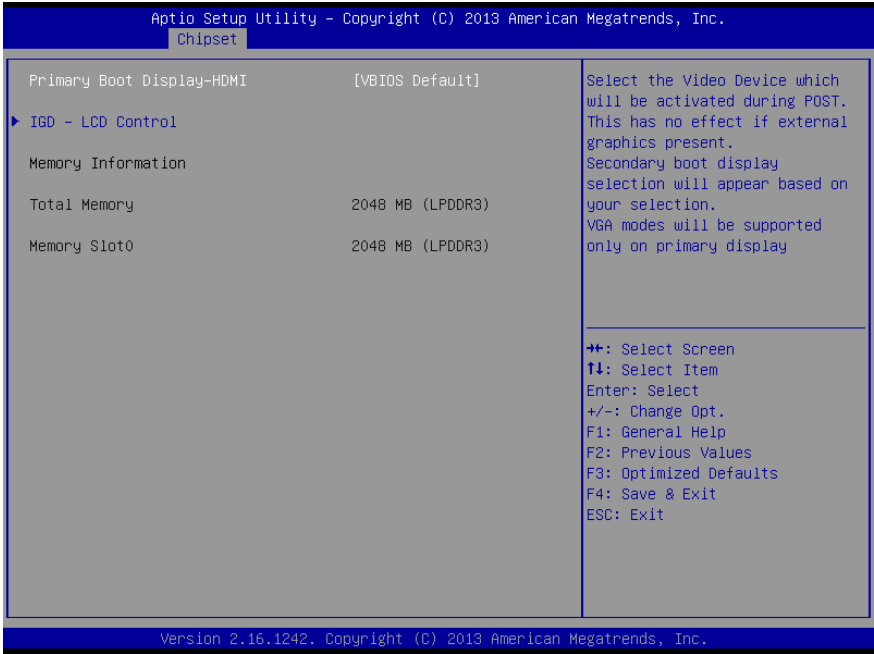 Aptio Setup Utility – Copyright (C) 2013 American Megatrends, Inc.
Chipset
Primary Boot Display-HDMI [VBIOS Default]
IGD - LCD Control
Memory Information
Total Memory 2048 MB (LPDDR3)
Memory Slot0 2048 MB (LPDDR3)
Select the Video Device which
will be activated during POST.
This has no effect if external
graphics present.
Secondary boot display
selection will appear based on
your selection.
VGA modes will be supported
only on primary display
→←: Select Screen
↑↓: Select Item
Enter: Select
+/-: Change Opt.
F1: General Help
F2: Previous Values
F3: Optimized Defaults
F4: Save & Exit
ESC: Exit
Version 2.16.1242. Copyright (C) 2013 American Megatrends, Inc.